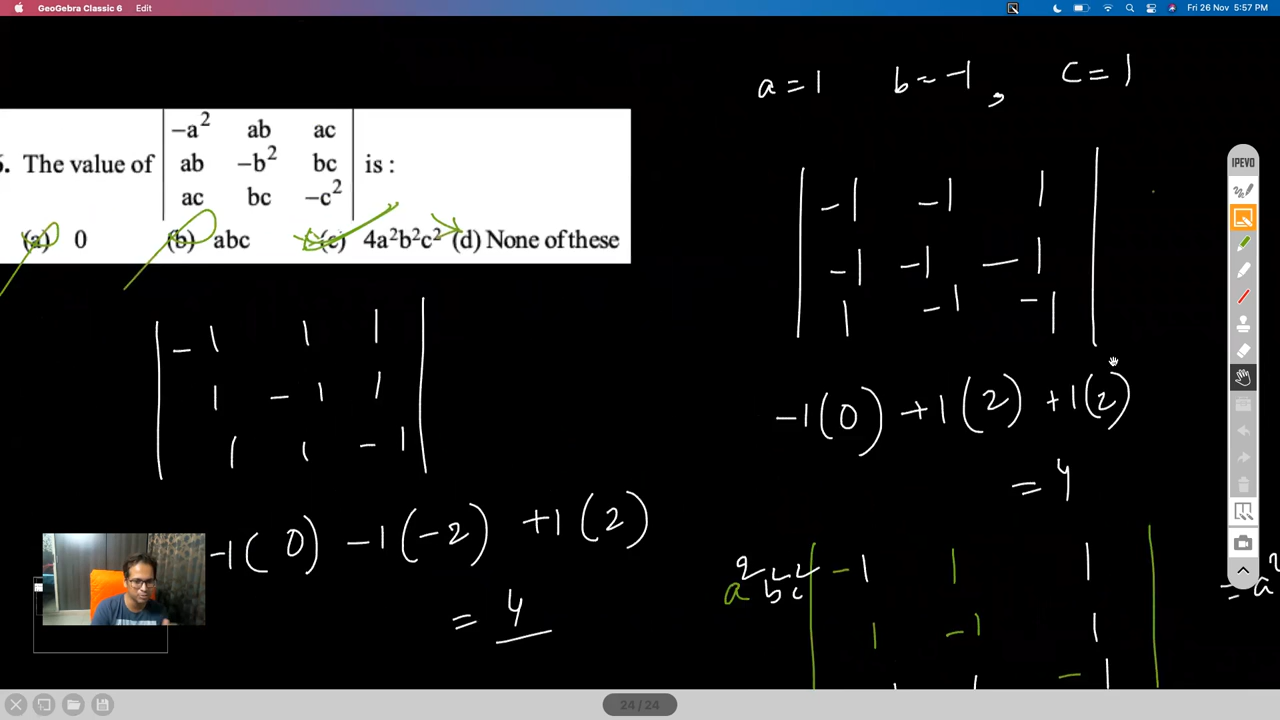 GeoGebra Classic 6 Edit Fri 26 Nov 5:57 PM
a = 1 b = -1, c = 1
5. The value of | -a² ab ac | is :
| ab -b² bc |
| ac bc -c² |
(a) 0 (b) abc (c) 4a²b²c² (d) None of these
| -1 1 1 |
| 1 -1 1 |
| 1 1 -1 |
-1(0) -1(-2) +1(2)
= 4
| -1 -1 1 |
| -1 -1 -1 |
| 1 -1 -1 |
-1(0) +1(2) +1(2)
= 4
a²b²c² | -1 1 1 | = a²
| 1 -1 1 |
IPEVO
24 / 24